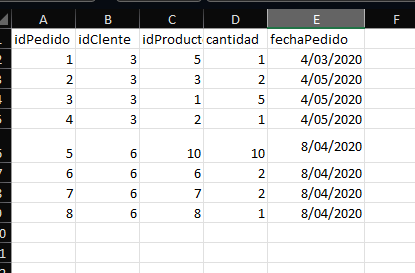 A B C D E F
idPedido idClente idProduct cantidad fechaPedido
1 3 5 1 4/03/2020
2 3 3 2 4/05/2020
3 3 1 5 4/05/2020
4 3 2 1 4/05/2020
5 6 10 10 8/04/2020
6 6 6 2 8/04/2020
7 6 7 2 8/04/2020
8 6 8 1 8/04/2020